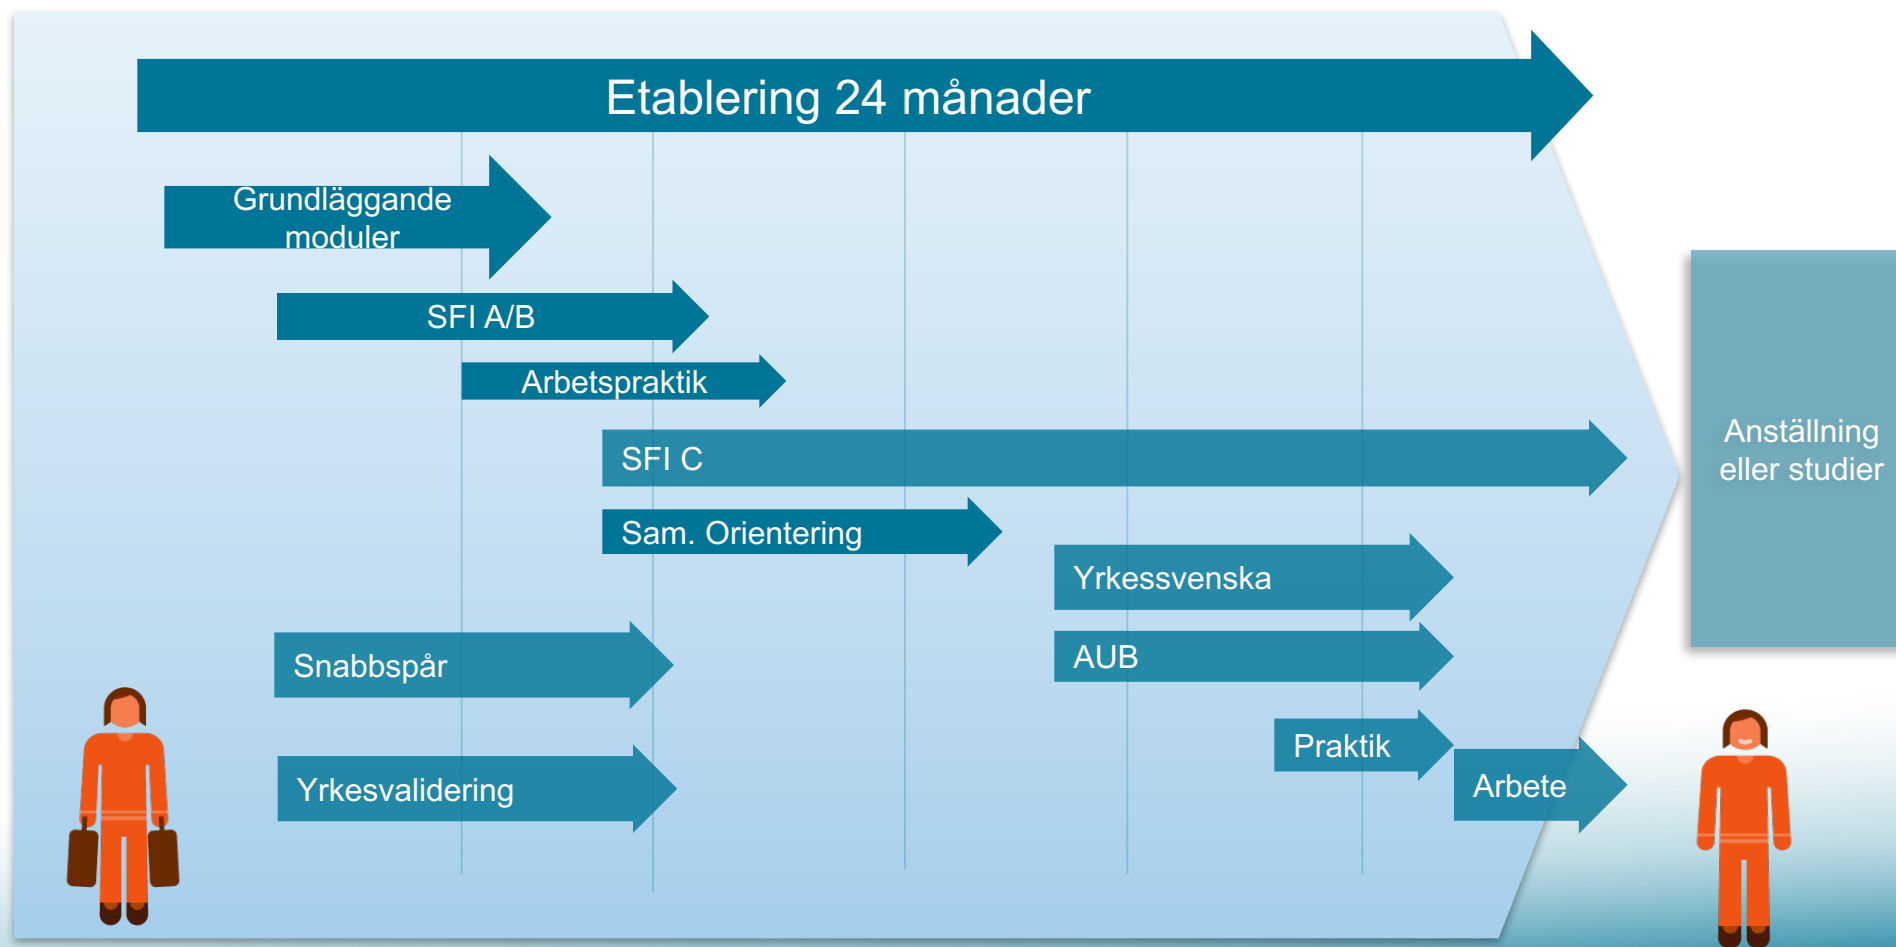 Etablering 24 månader
Grundläggande
moduler
SFI A/B
Arbetspraktik
SFI C
Sam. Orientering
Yrkessvenska
AUB
Snabbspår
Praktik
Yrkesvalidering
Arbete
Anställning
eller studier